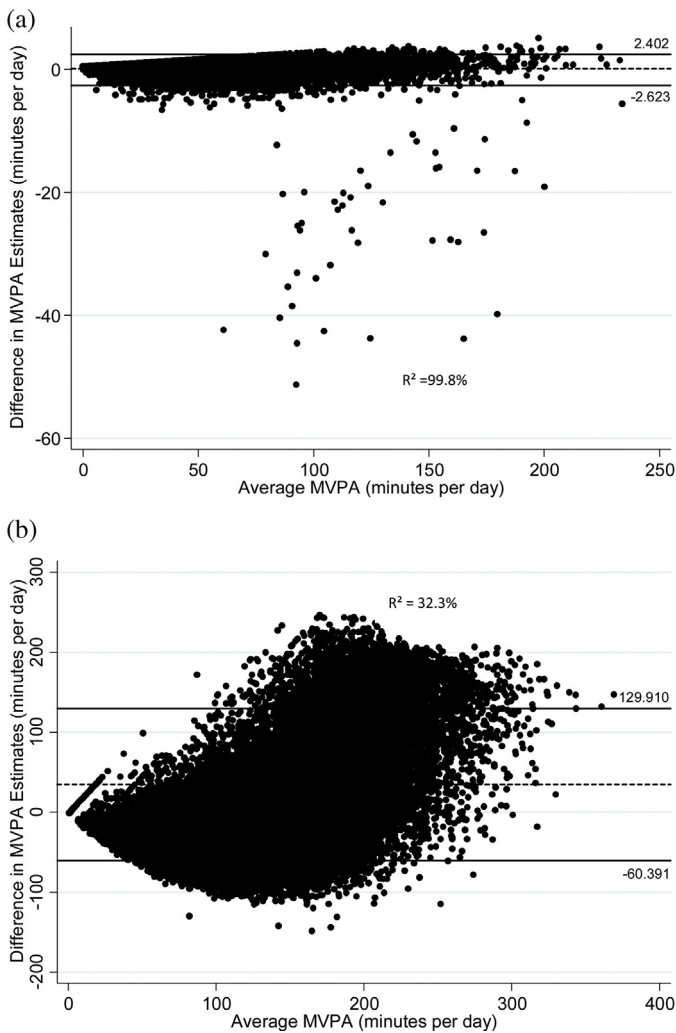 (a)
Difference in MVPA Estimates (minutes per day)
0
-20
-40
-60
2.402
-2.623
R² =99.8%
0 50 100 150 200 250
Average MVPA (minutes per day)
(b)
Difference in MVPA Estimates (minutes per day)
300
200
100
0
-100
-200
R² = 32.3%
129.910
-60.391
0 100 200 300 400
Average MVPA (minutes per day)